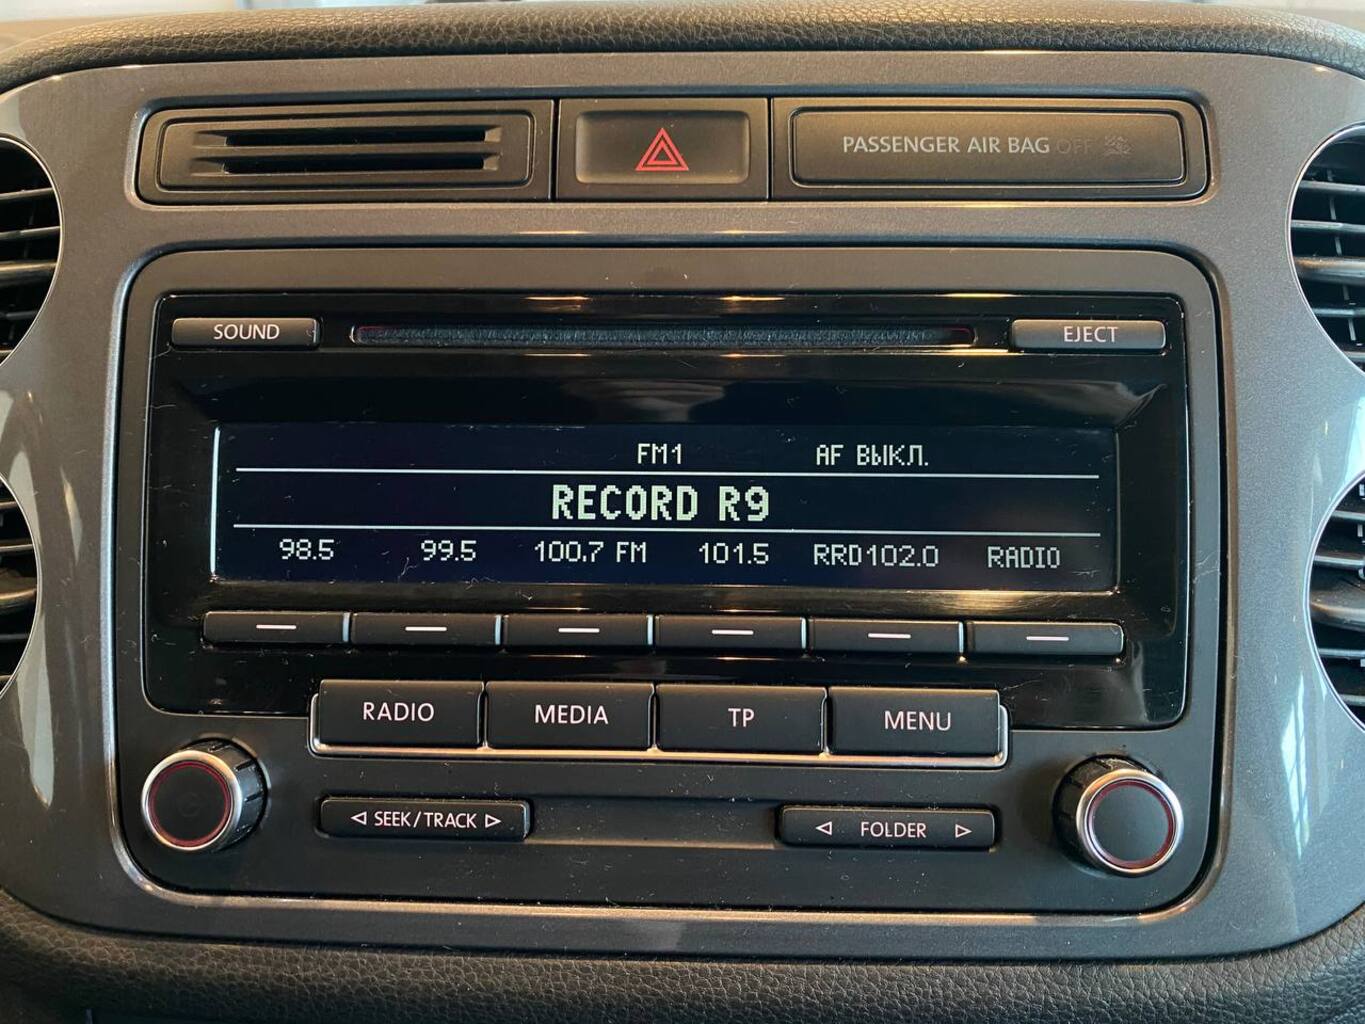 PASSENGER AIR BAG OFF
SOUND
EJECT
FM1 AF ВЫКЛ.
RECORD R9
98.5 99.5 100.7 FM 101.5 RRD102.0 RADIO
RADIO MEDIA TP MENU
SEEK/TRACK
FOLDER